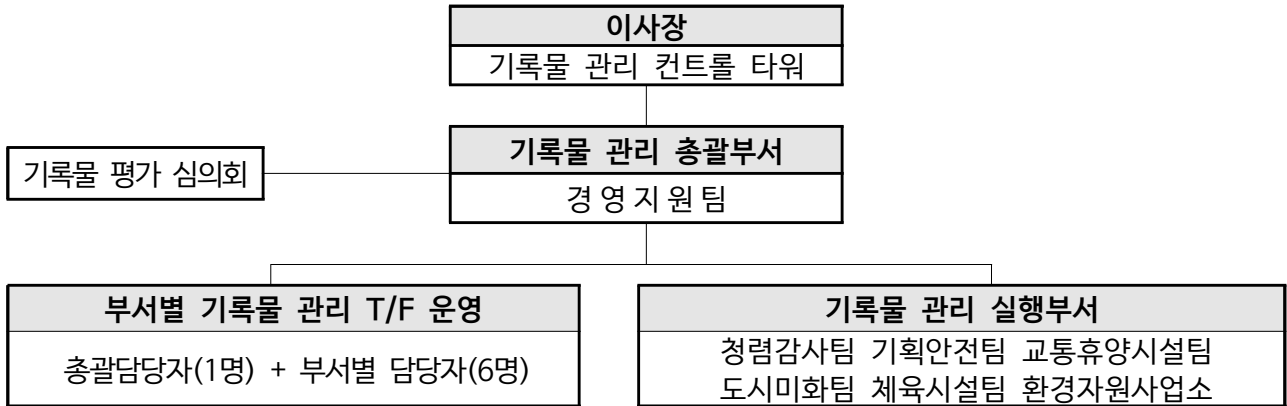 이사장
기록물 관리 컨트롤 타워
기록물 관리 총괄부서
기록물 평가 심의회
경영지원팀
부서별 기록물 관리 T/F 운영
총괄담당자(1명) + 부서별 담당자(6명)
기록물 관리 실행부서
청렴감사팀 기획안전팀 교통휴양시설팀
도시미화팀 체육시설팀 환경자원사업소